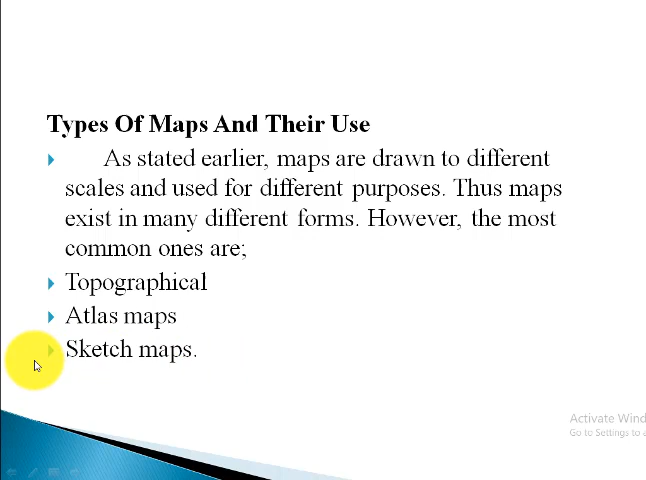 Types Of Maps And Their Use
As stated earlier, maps are drawn to different
scales and used for different purposes. Thus maps
exist in many different forms. However, the most
common ones are;
Topographical
Atlas maps
Sketch maps.
Activate Wind
Go to Settings to a